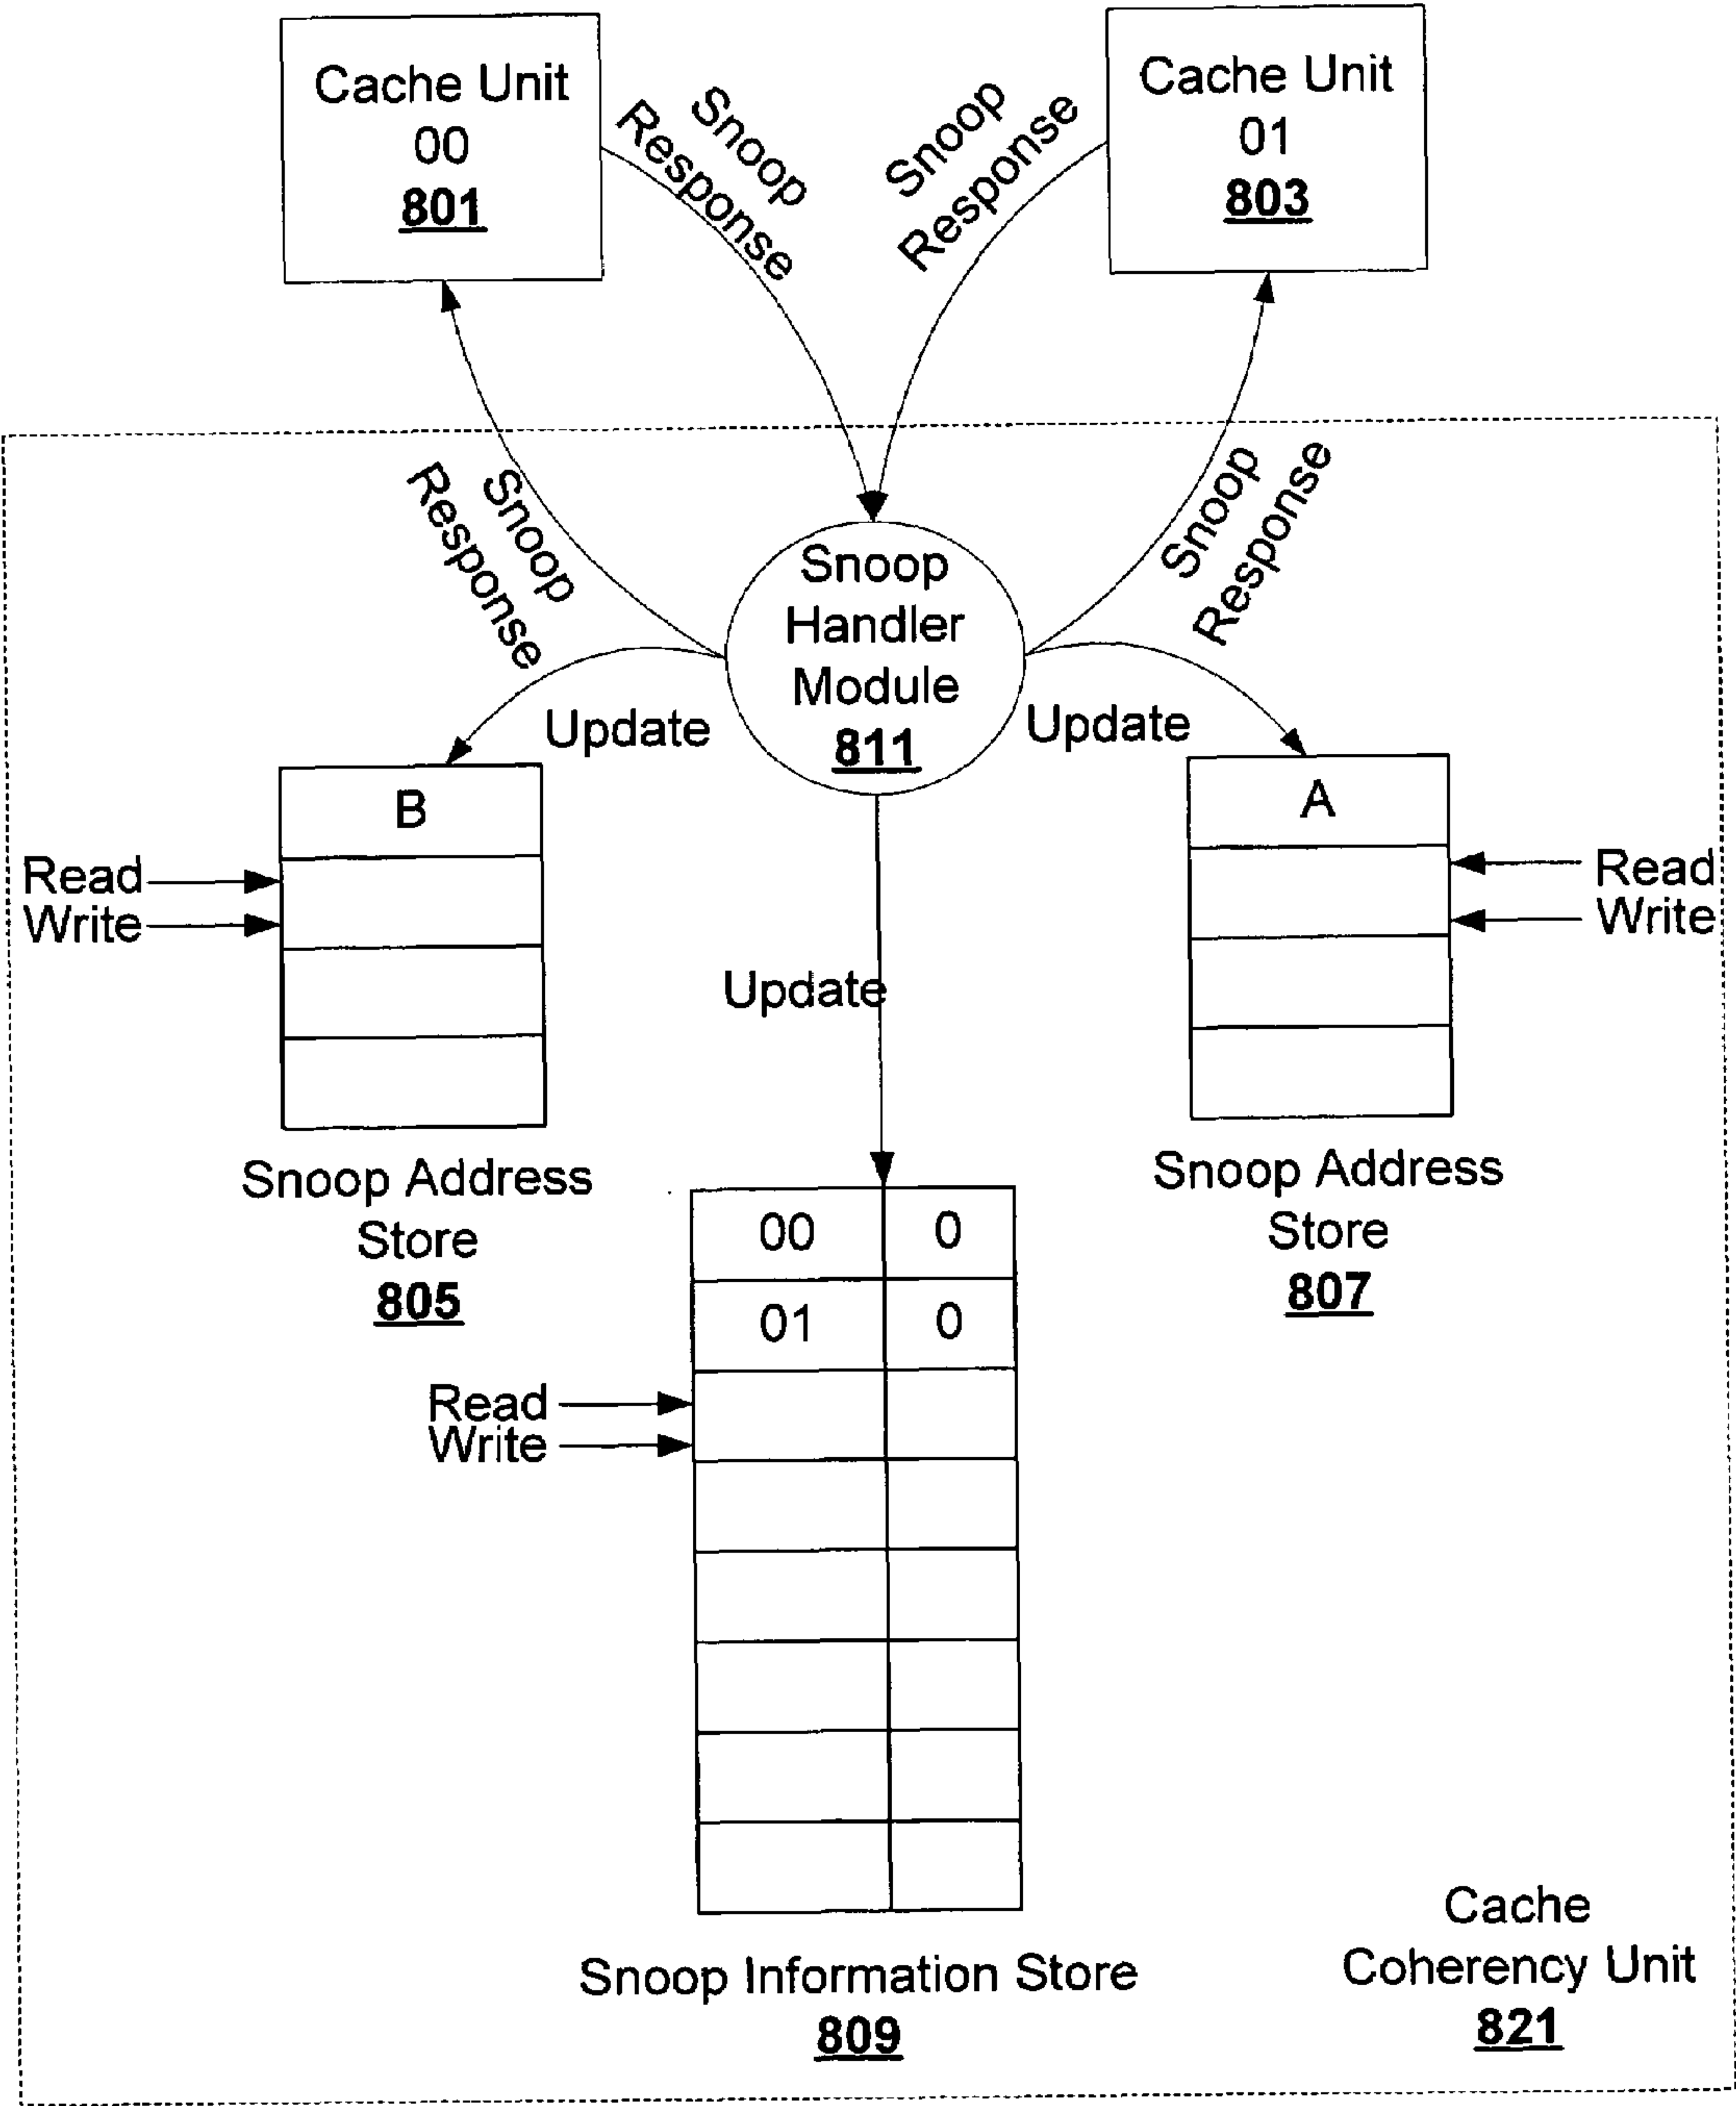 Cache Unit
00
801
Snoop
Response
Snoop
Response
Cache Unit
01
803
Snoop
Response
Snoop
Response
Snoop
Handler
Module
811
Update
Update
B
A
Read
Write
Read
Write
Update
Snoop Address
Store
805
Snoop Address
Store
807
00 0
01 0
Read
Write
Snoop Information Store
809
Cache
Coherency Unit
821